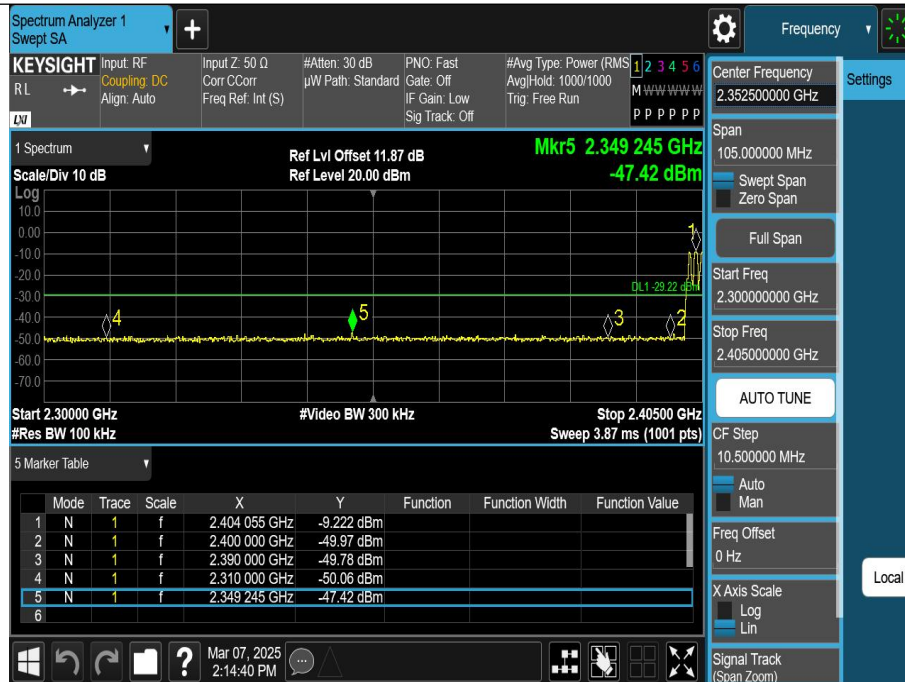 Spectrum Analyzer 1
Swept SA
+
Frequency
KEYSIGHT
RL
LXI
Input: RF
Coupling: DC
Align: Auto
Input Z: 50 Ω
Corr CCorr
Freq Ref: Int (S)
#Atten: 30 dB
µW Path: Standard
PNO: Fast
Gate: Off
IF Gain: Low
Sig Track: Off
#Avg Type: Power (RMS
Avg|Hold: 1000/1000
Trig: Free Run
1 2 3 4 5 6
M W W W W W
P P P P P P
1 Spectrum
Scale/Div 10 dB
Ref Lvl Offset 11.87 dB
Ref Level 20.00 dBm
Mkr5 2.349 245 GHz
-47.42 dBm
Log
10.0
0.00
-10.0
-20.0
-30.0
-40.0
-50.0
-60.0
-70.0
1
DL1 -29.22 dBm
4
5
3
2
Start 2.30000 GHz
#Video BW 300 kHz
Stop 2.40500 GHz
#Res BW 100 kHz
Sweep 3.87 ms (1001 pts)
5 Marker Table
Mode Trace Scale X Y Function Function Width Function Value
1 N 1 f 2.404 055 GHz -9.222 dBm
2 N 1 f 2.400 000 GHz -49.97 dBm
3 N 1 f 2.390 000 GHz -49.78 dBm
4 N 1 f 2.310 000 GHz -50.06 dBm
5 N 1 f 2.349 245 GHz -47.42 dBm
6
?
Mar 07, 2025
2:14:40 PM
Center Frequency
2.352500000 GHz
Settings
Span
105.000000 MHz
Swept Span
Zero Span
Full Span
Start Freq
2.300000000 GHz
Stop Freq
2.405000000 GHz
AUTO TUNE
CF Step
10.500000 MHz
Auto
Man
Freq Offset
0 Hz
Local
X Axis Scale
Log
Lin
Signal Track
(Span Zoom)